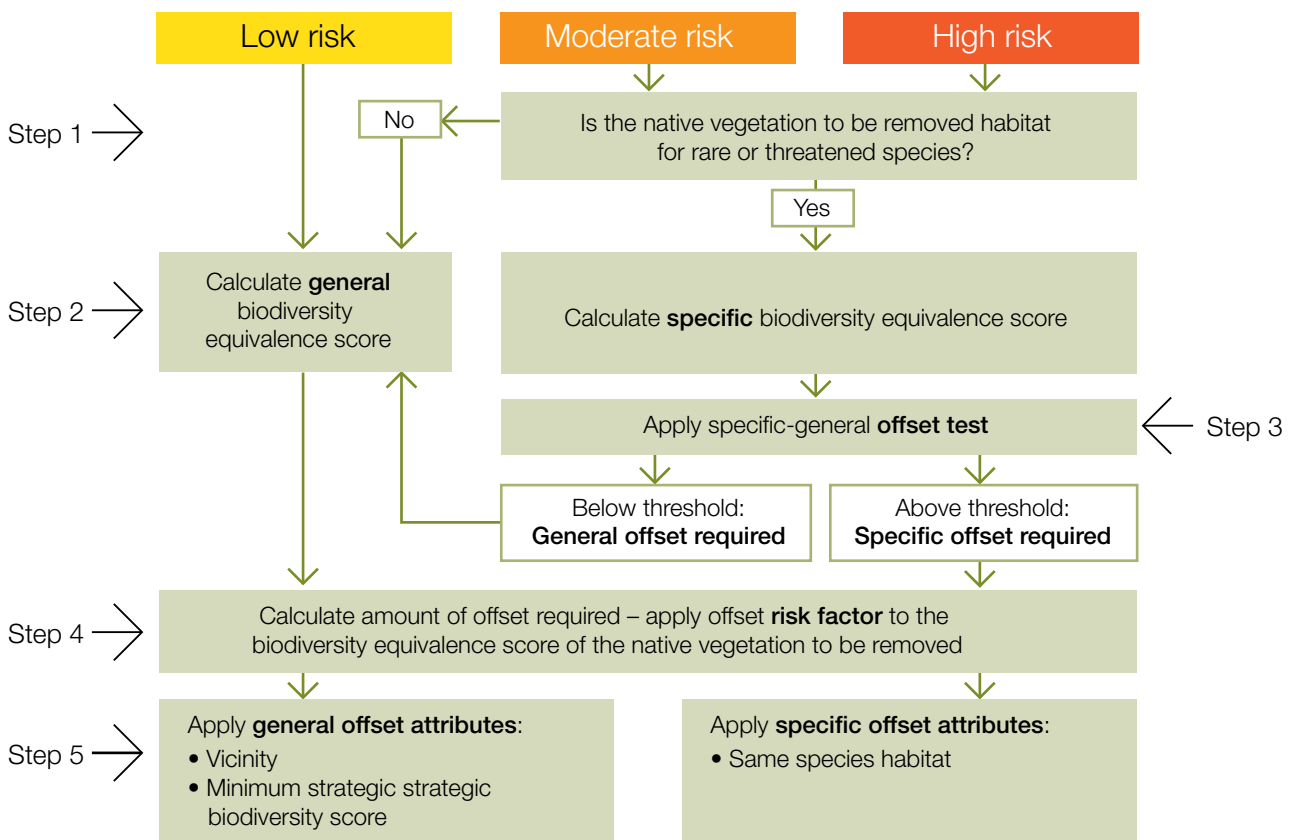 Low risk
Moderate risk
High risk
Step 1
No
Is the native vegetation to be removed habitat
for rare or threatened species?
Yes
Step 2
Calculate general
biodiversity
equivalence score
Calculate specific biodiversity equivalence score
Apply specific-general offset test
Step 3
Below threshold:
General offset required
Above threshold:
Specific offset required
Step 4
Calculate amount of offset required – apply offset risk factor to the
biodiversity equivalence score of the native vegetation to be removed
Step 5
Apply general offset attributes:
• Vicinity
• Minimum strategic strategic
biodiversity score
Apply specific offset attributes:
• Same species habitat